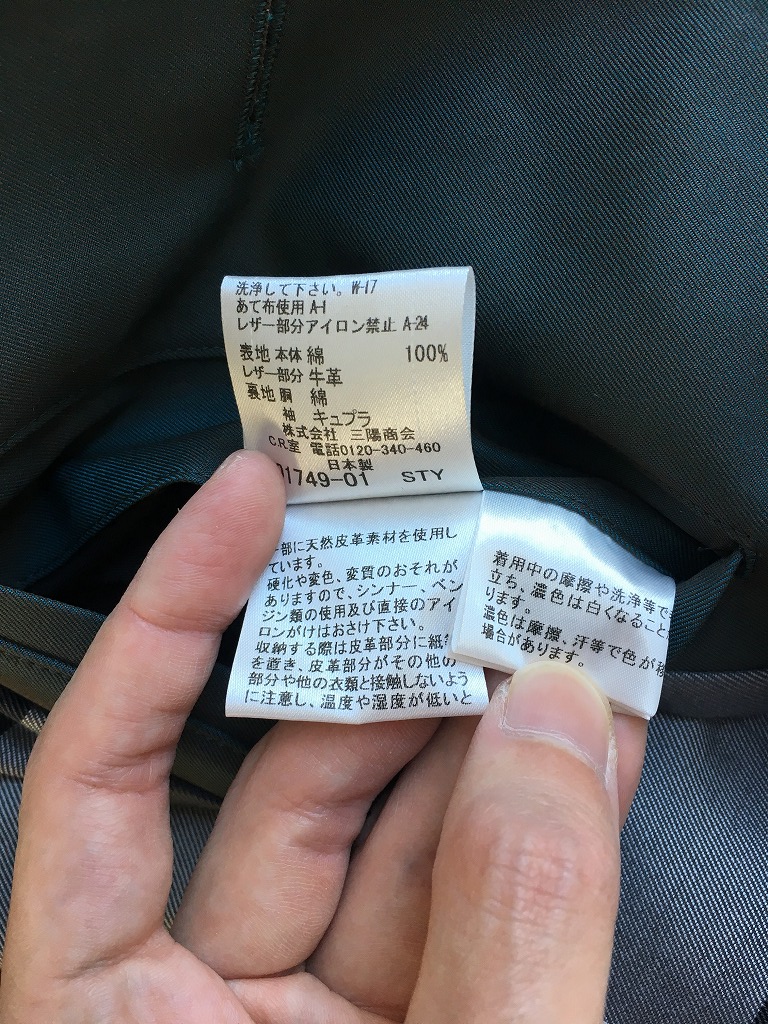 洗浄して下さい。W-17
あて布使用 A-1
レザー部分アイロン禁止 A-24
表地 本体 綿 100%
レザー部分 牛革
裏地 胴 綿
袖 キュプラ
株式会社 三陽商会
C.R.室 電話0120-340-460
日本製
1749-01 STY
部に天然皮革素材を使用し
ています。
硬化や変色、変質のおそれが
ありますので、シンナー、ベン
ジン類の使用及び直接のアイ
ロンがけはおさけ下さい。
収納する際は皮革部分に紙
を置き、皮革部分がその他の
部分や他の衣類と接触しないよう
に注意し、温度や湿度が低いと
着用中の摩擦や洗浄等で
立ち、濃色は白くなること
ります。
濃色は摩擦、汗等で色が移
場合があります。